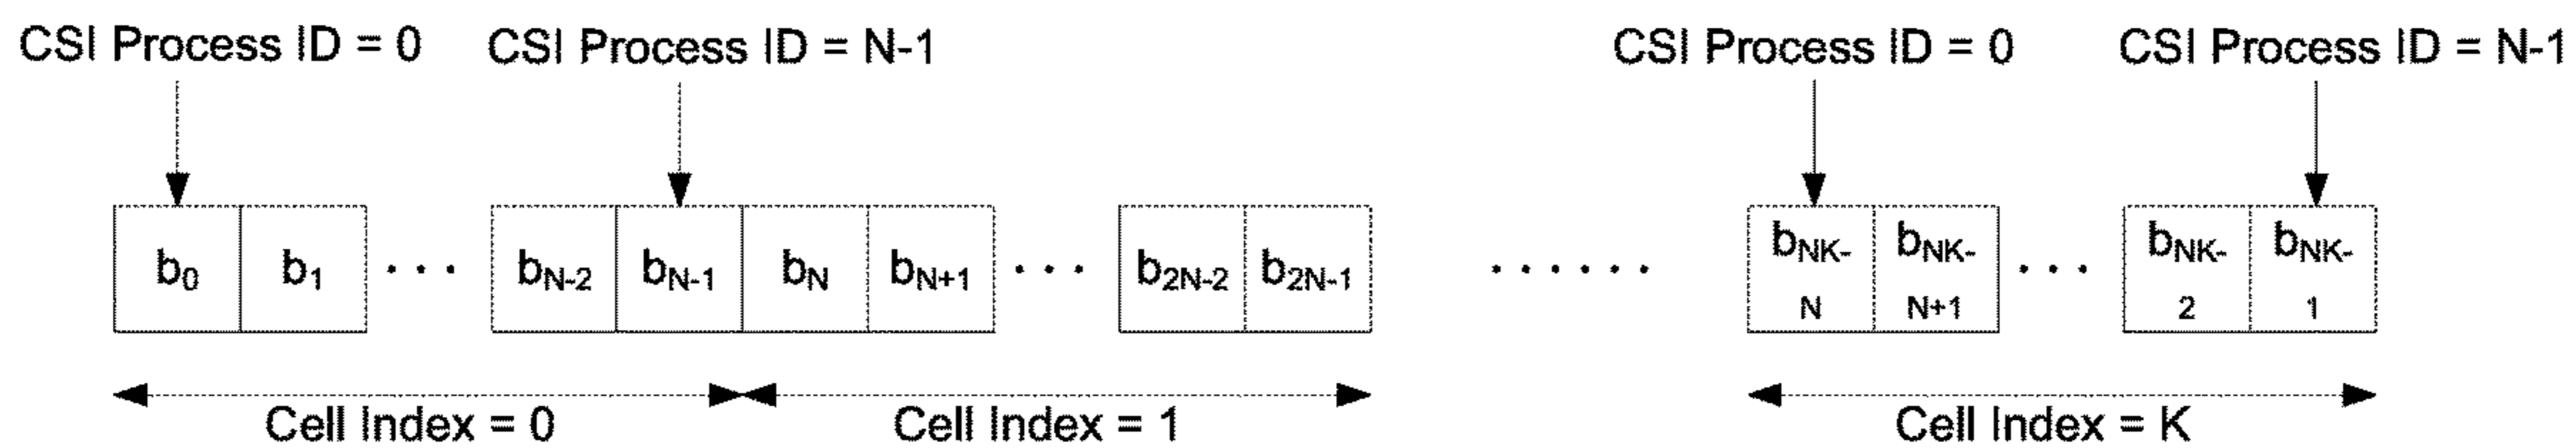 CSI Process ID = 0 CSI Process ID = N-1 CSI Process ID = 0 CSI Process ID = N-1
b0 b1 ... bN-2 bN-1 bN bN+1 ... b2N-2 b2N-1 ...... bNK-N bNK-N+1 ... bNK-2 bNK-1
Cell Index = 0 Cell Index = 1 Cell Index = K